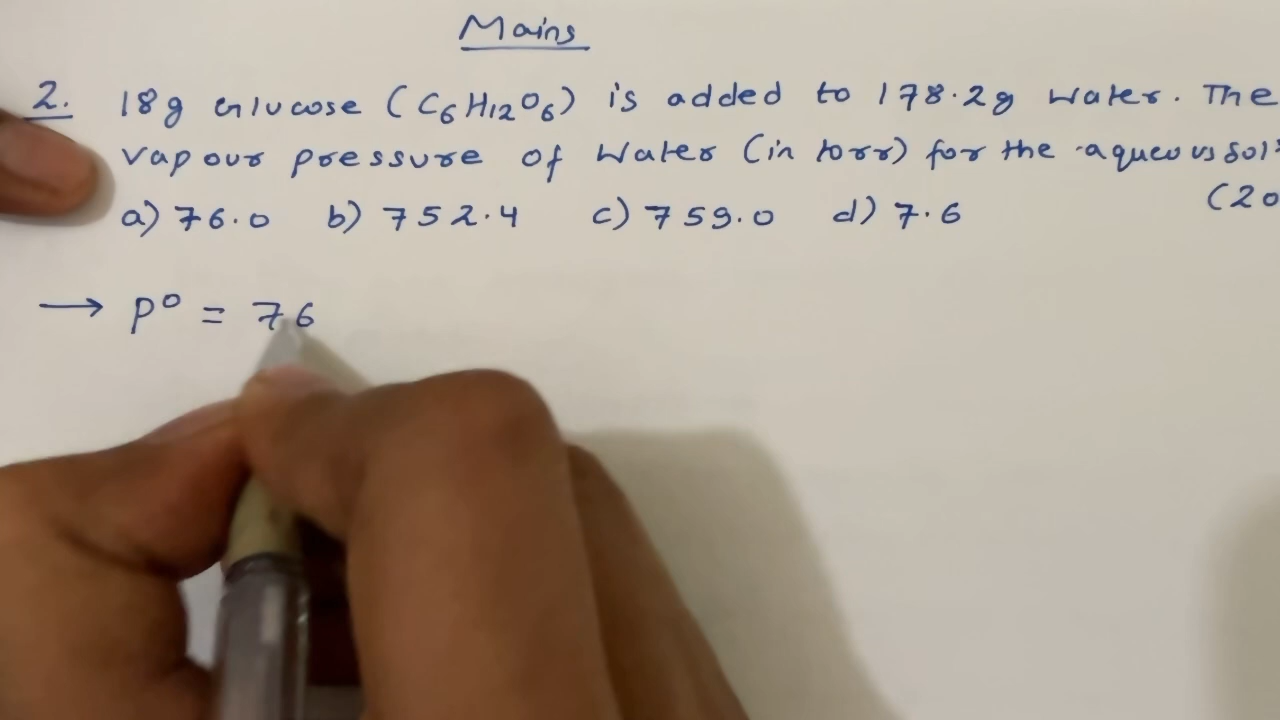 Mains
2. 18g Glucose (C6H12O6) is added to 178.2g water. The
vapour pressure of water (in torr) for the aqueous sol
a) 76.0 b) 752.4 c) 759.0 d) 7.6
(20
→ P° = 76